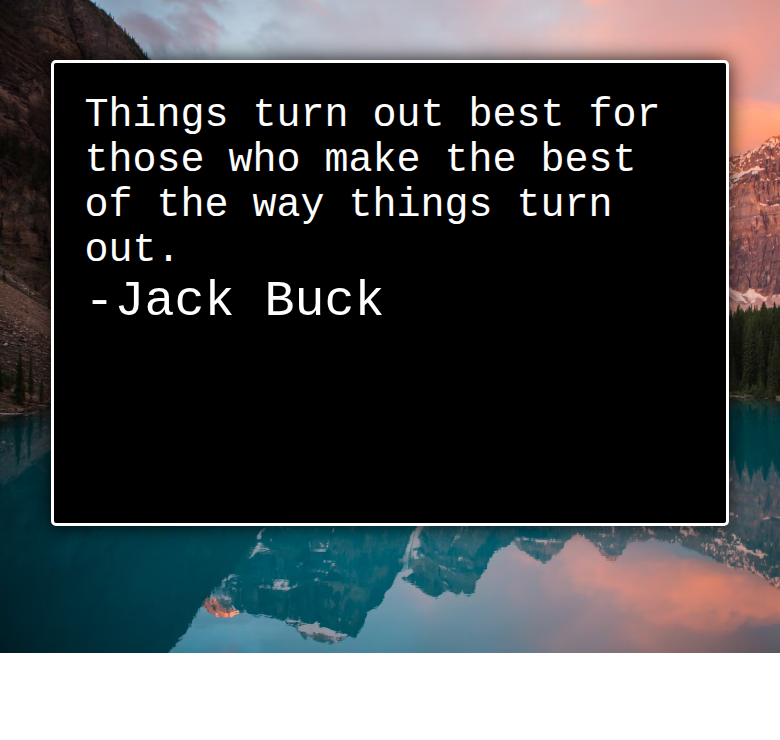 Things turn out best for
those who make the best
of the way things turn
out.
-Jack Buck